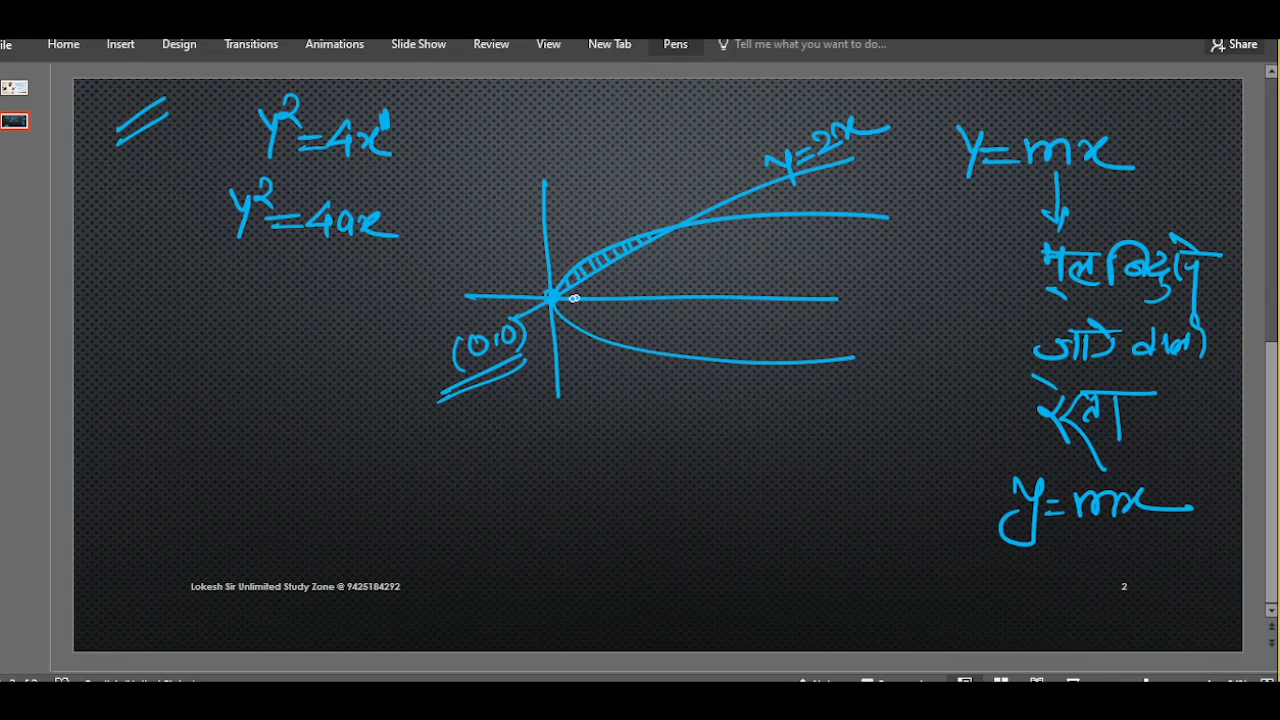 File Home Insert Design Transitions Animations Slide Show Review View New Tab Pens Tell me what you want to do... Share
y²=4x
y²=4ax
y=2x
(0,0)
y=mx
मूल बिंदु से
जाने वाली
रेखा
y=mx
Lokesh Sir Unlimited Study Zone @ 9425184292
2